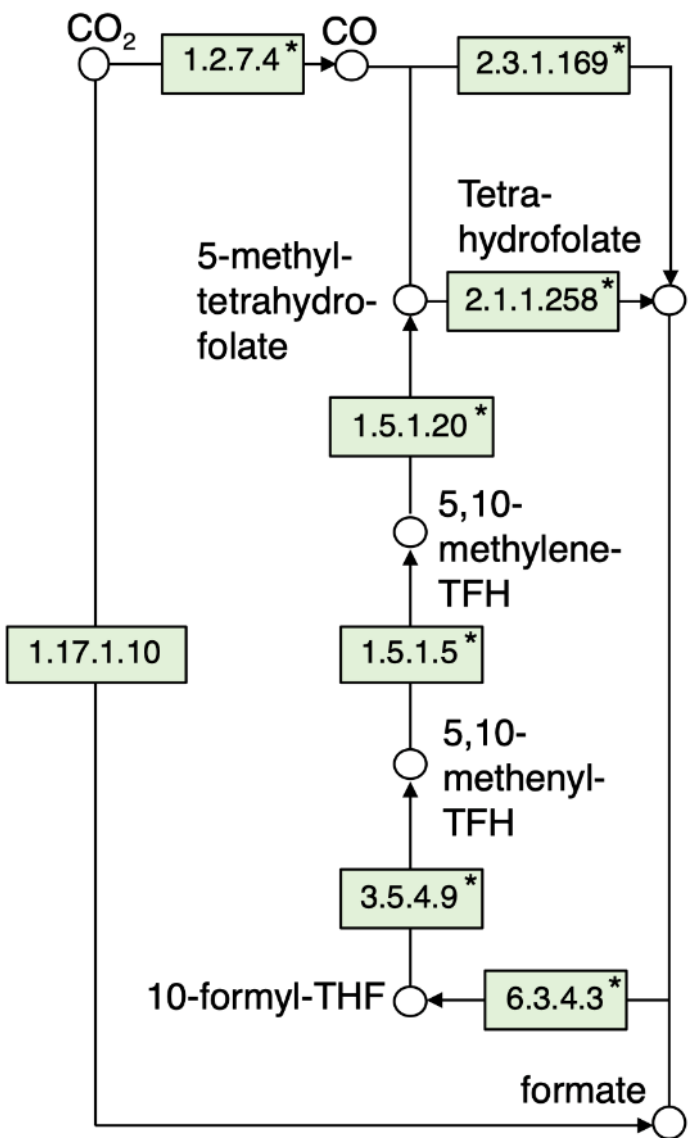 CO₂
CO
1.2.7.4*
2.3.1.169*
Tetra-
hydrofolate
5-methyl-
tetrahydro-
folate
2.1.1.258*
1.5.1.20*
5,10-
methylene-
TFH
1.17.1.10
1.5.1.5*
5,10-
methenyl-
TFH
3.5.4.9*
10-formyl-THF
6.3.4.3*
formate